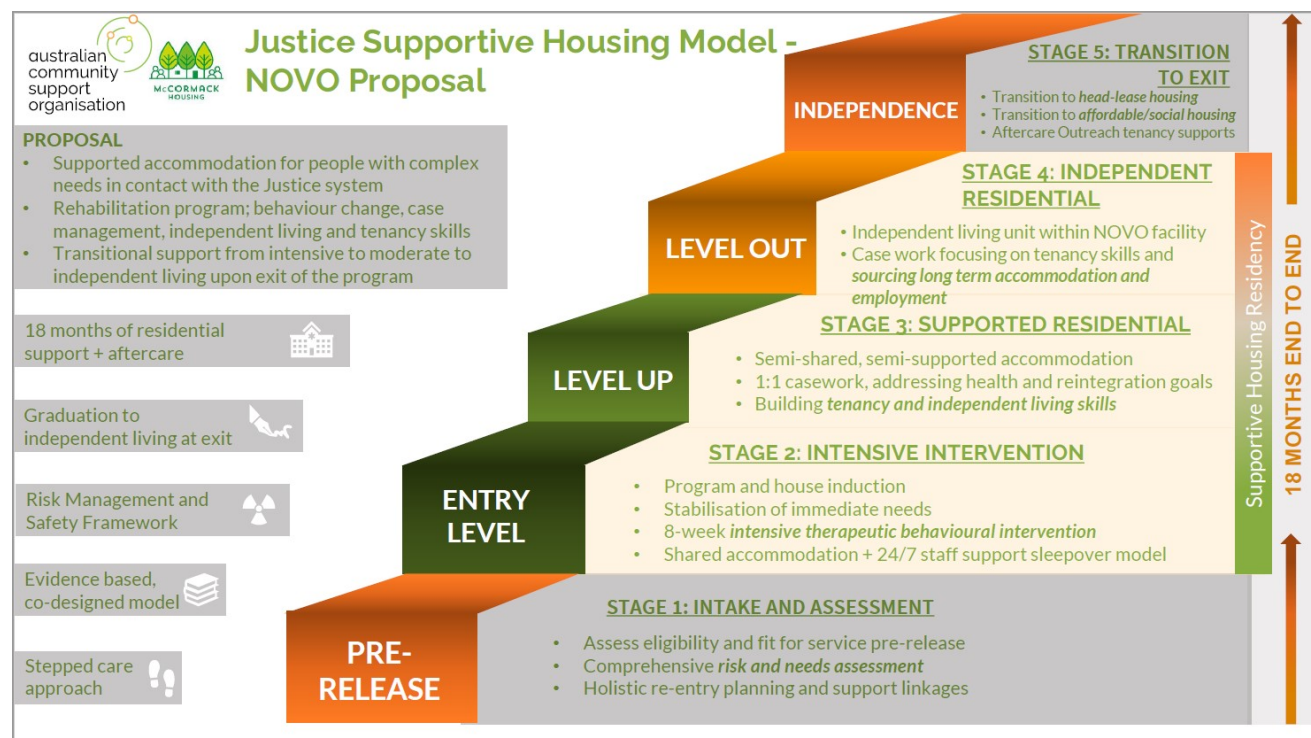 australian
community
support
organisation
McCORMACK
HOUSING
Justice Supportive Housing Model -
NOVO Proposal
PROPOSAL
• Supported accommodation for people with complex
needs in contact with the Justice system
• Rehabilitation program; behaviour change, case
management, independent living and tenancy skills
• Transitional support from intensive to moderate to
independent living upon exit of the program
18 months of residential
support + aftercare
Graduation to
independent living at exit
Risk Management and
Safety Framework
Evidence based,
co-designed model
Stepped care
approach
INDEPENDENCE
STAGE 5: TRANSITION
TO EXIT
• Transition to head-lease housing
• Transition to affordable/social housing
• Aftercare Outreach tenancy supports
LEVEL OUT
STAGE 4: INDEPENDENT
RESIDENTIAL
• Independent living unit within NOVO facility
• Case work focusing on tenancy skills and
sourcing long term accommodation and
employment
LEVEL UP
STAGE 3: SUPPORTED RESIDENTIAL
• Semi-shared, semi-supported accommodation
• 1:1 casework, addressing health and reintegration goals
• Building tenancy and independent living skills
ENTRY
LEVEL
STAGE 2: INTENSIVE INTERVENTION
• Program and house induction
• Stabilisation of immediate needs
• 8-week intensive therapeutic behavioural intervention
• Shared accommodation + 24/7 staff support sleepover model
PRE-
RELEASE
STAGE 1: INTAKE AND ASSESSMENT
• Assess eligibility and fit for service pre-release
• Comprehensive risk and needs assessment
• Holistic re-entry planning and support linkages
Supportive Housing Residency
18 MONTHS END TO END